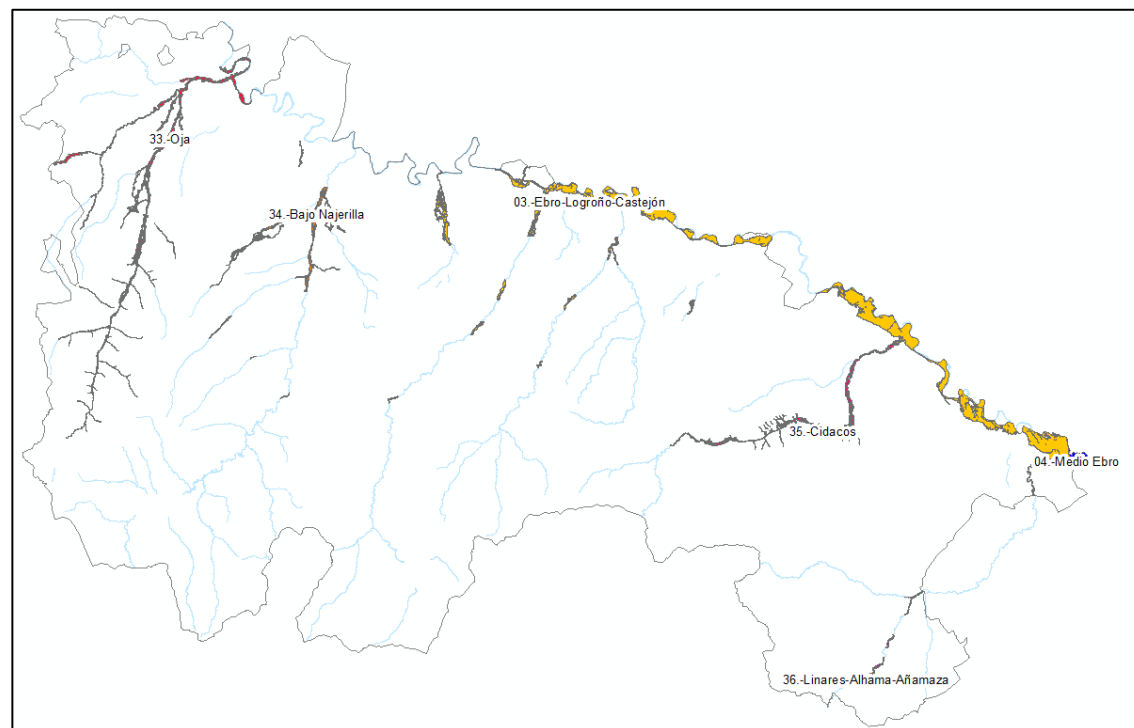 33.-Oja
03.-Ebro-Logroño-Castejón
34.-Bajo Najerilla
35.-Cidacos
04.-Medio Ebro
36.-Linares-Alhama-Añamaza